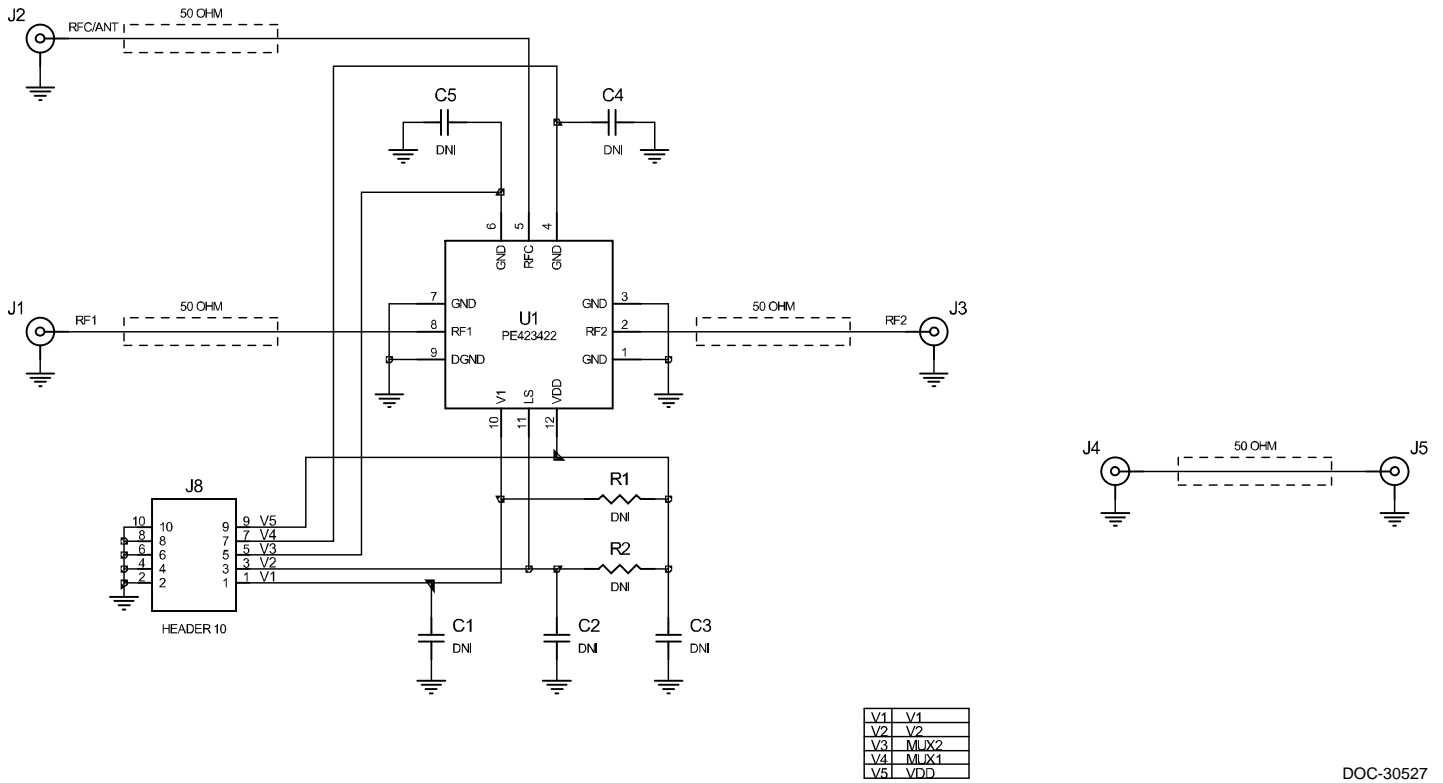 J2
RFC/ANT
50 OHM
C5
DNI
C4
DNI
6
5
4
GND
RFC
GND
J1
RF1
50 OHM
7
GND
8
RF1
9
DGND
U1
PE423422
GND
3
RF2
2
GND
1
50 OHM
RF2
J3
V1
LS
VDD
10
11
12
J4
50 OHM
J5
J8
10 10 9 9 V5
8 8 7 7 V4
6 6 5 5 V3
4 4 3 3 V2
2 2 1 1 V1
HEADER 10
R1
DNI
R2
DNI
C1
DNI
C2
DNI
C3
DNI
V1 V1
V2 V2
V3 MUX2
V4 MUX1
V5 VDD
DOC-30527